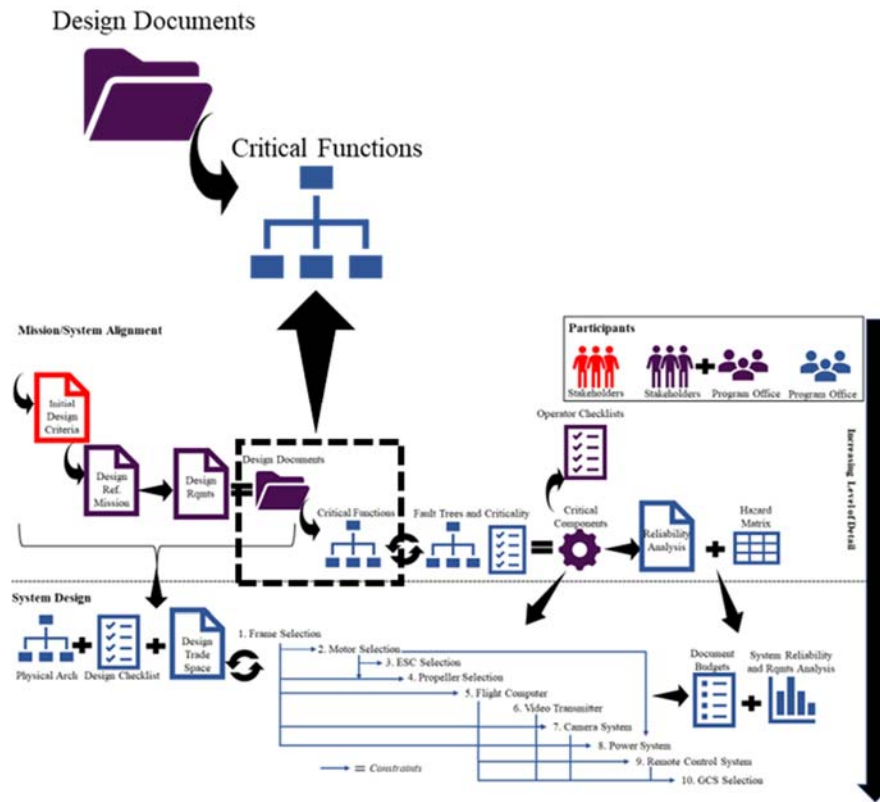 Design Documents
Critical Functions
Mission/System Alignment
Participants
Stakeholders
Stakeholders
Program Office
Program Office
Initial
Design
Criteria
Operator Checklists
Design
Ref.
Mission
Design
Rqmts
Design Documents
Critical Functions
Fault Trees and Criticality
Critical
Components
Reliability
Analysis
Hazard
Matrix
Increasing Level of Detail
System Design
Physical Arch
Design Checklist
Design
Trade
Space
1. Frame Selection
2. Motor Selection
3. ESC Selection
4. Propeller Selection
5. Flight Computer
6. Video Transmitter
7. Camera System
8. Power System
9. Remote Control System
10. GCS Selection
= Constraints
Document
Budgets
System Reliability
and Rqmts Analysis